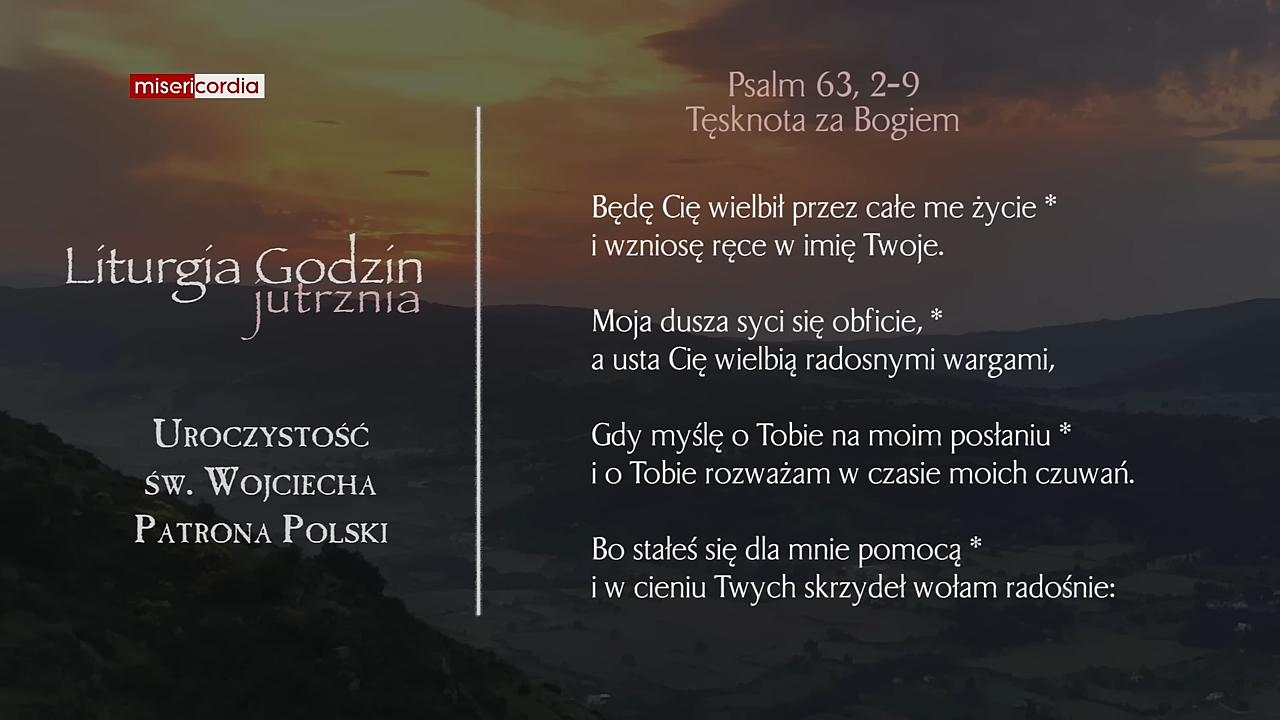 misericordia
Liturgia Godzin
jutrznia
Uroczystość
św. Wojciecha
Patrona Polski
Psalm 63, 2-9
Tęsknota za Bogiem
Będę Cię wielbił przez całe me życie *
i wzniosę ręce w imię Twoje.
Moja dusza syci się obficie, *
a usta Cię wielbią radosnymi wargami,
Gdy myślę o Tobie na moim posłaniu *
i o Tobie rozważam w czasie moich czuwań.
Bo stałeś się dla mnie pomocą *
i w cieniu Twych skrzydeł wołam radośnie: